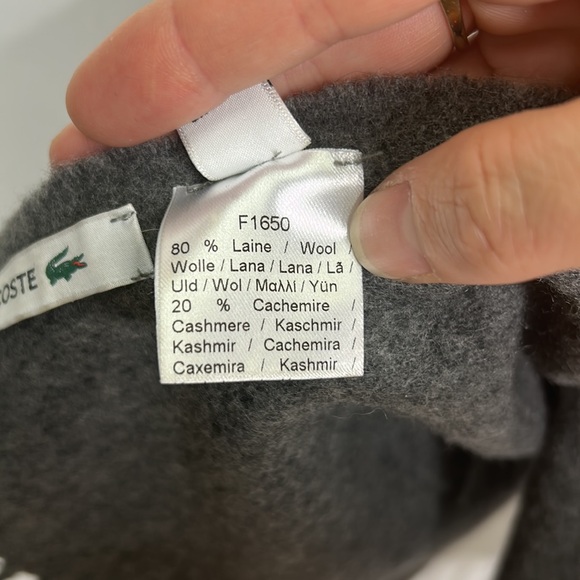 OSTE
F1650
80 % Laine / Wool /
Wolle / Lana / Lana / Lã /
Uld / Wol / Μαλλί / Yün
20 % Cachemire /
Cashmere / Kaschmir /
Kashmir / Cachemira /
Caxemira / Kashmir /